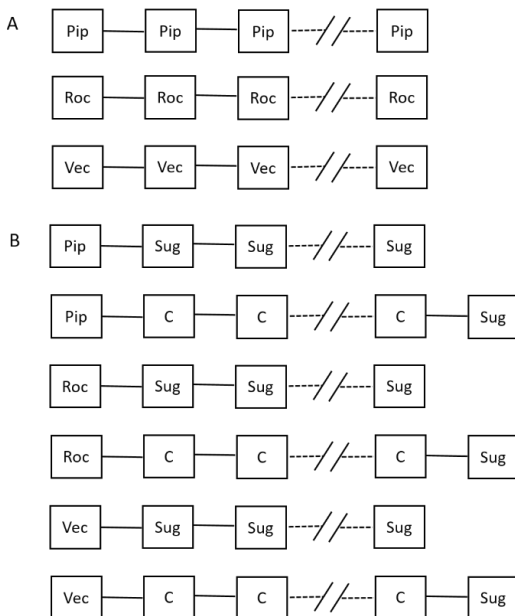 A Pip Pip Pip Pip
Roc Roc Roc Roc
Vec Vec Vec Vec
B Pip Sug Sug Sug
Pip C C C Sug
Roc Sug Sug Sug
Roc C C C Sug
Vec Sug Sug Sug
Vec C C C Sug